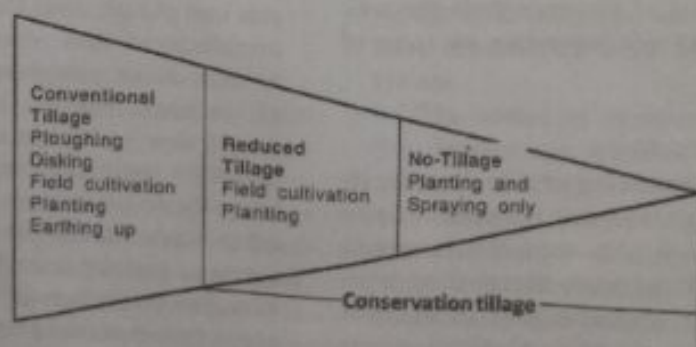 Conventional
Tillage
Ploughing
Disking
Field cultivation
Planting
Earthing up
Reduced
Tillage
Field cultivation
Planting
No-Tillage
Planting and
Spraying only
Conservation tillage